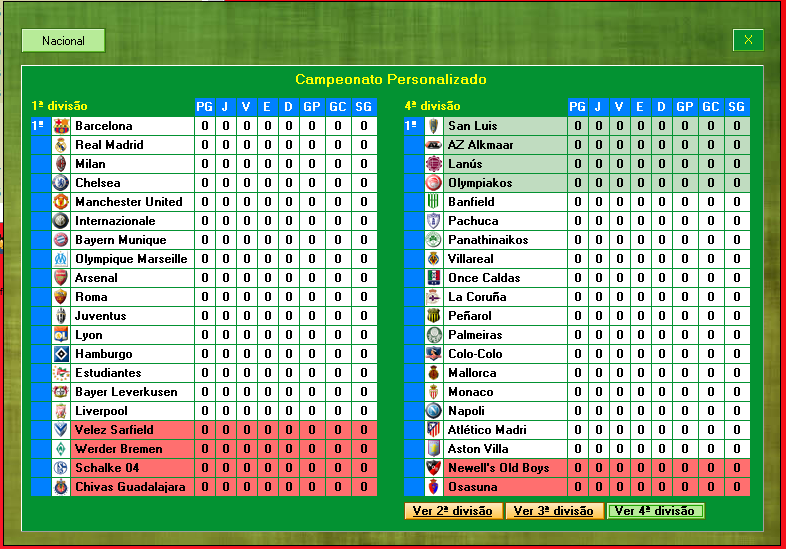 Nacional
X
Campeonato Personalizado
1ª divisão PG J V E D GP GC SG
1º Barcelona 0 0 0 0 0 0 0 0
Real Madrid 0 0 0 0 0 0 0 0
Milan 0 0 0 0 0 0 0 0
Chelsea 0 0 0 0 0 0 0 0
Manchester United 0 0 0 0 0 0 0 0
Internazionale 0 0 0 0 0 0 0 0
Bayern Munique 0 0 0 0 0 0 0 0
Olympique Marseille 0 0 0 0 0 0 0 0
Arsenal 0 0 0 0 0 0 0 0
Roma 0 0 0 0 0 0 0 0
Juventus 0 0 0 0 0 0 0 0
Lyon 0 0 0 0 0 0 0 0
Hamburgo 0 0 0 0 0 0 0 0
Estudiantes 0 0 0 0 0 0 0 0
Bayer Leverkusen 0 0 0 0 0 0 0 0
Liverpool 0 0 0 0 0 0 0 0
Velez Sarfield 0 0 0 0 0 0 0 0
Werder Bremen 0 0 0 0 0 0 0 0
Schalke 04 0 0 0 0 0 0 0 0
Chivas Guadalajara 0 0 0 0 0 0 0 0
4ª divisão PG J V E D GP GC SG
1º San Luis 0 0 0 0 0 0 0 0
AZ Alkmaar 0 0 0 0 0 0 0 0
Lanús 0 0 0 0 0 0 0 0
Olympiakos 0 0 0 0 0 0 0 0
Banfield 0 0 0 0 0 0 0 0
Pachuca 0 0 0 0 0 0 0 0
Panathinaikos 0 0 0 0 0 0 0 0
Villareal 0 0 0 0 0 0 0 0
Once Caldas 0 0 0 0 0 0 0 0
La Coruña 0 0 0 0 0 0 0 0
Peñarol 0 0 0 0 0 0 0 0
Palmeiras 0 0 0 0 0 0 0 0
Colo-Colo 0 0 0 0 0 0 0 0
Mallorca 0 0 0 0 0 0 0 0
Monaco 0 0 0 0 0 0 0 0
Napoli 0 0 0 0 0 0 0 0
Atlético Madri 0 0 0 0 0 0 0 0
Aston Villa 0 0 0 0 0 0 0 0
Newell's Old Boys 0 0 0 0 0 0 0 0
Osasuna 0 0 0 0 0 0 0 0
Ver 2ª divisão Ver 3ª divisão Ver 4ª divisão